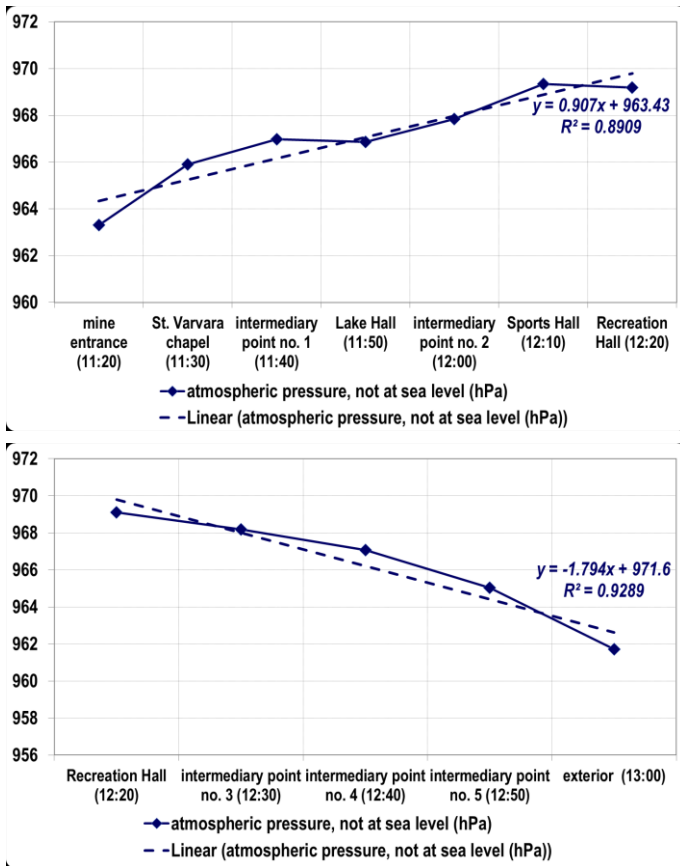 972
970
968
966
964
962
960
y = 0.907x + 963.43
R² = 0.8909
mine entrance (11:20)
St. Varvara chapel (11:30)
intermediary point no. 1 (11:40)
Lake Hall (11:50)
intermediary point no. 2 (12:00)
Sports Hall (12:10)
Recreation Hall (12:20)
atmospheric pressure, not at sea level (hPa)
Linear (atmospheric pressure, not at sea level (hPa))
972
970
968
966
964
962
960
958
956
y = -1.794x + 971.6
R² = 0.9289
Recreation Hall (12:20)
intermediary point no. 3 (12:30)
intermediary point no. 4 (12:40)
intermediary point no. 5 (12:50)
exterior (13:00)
atmospheric pressure, not at sea level (hPa)
Linear (atmospheric pressure, not at sea level (hPa))